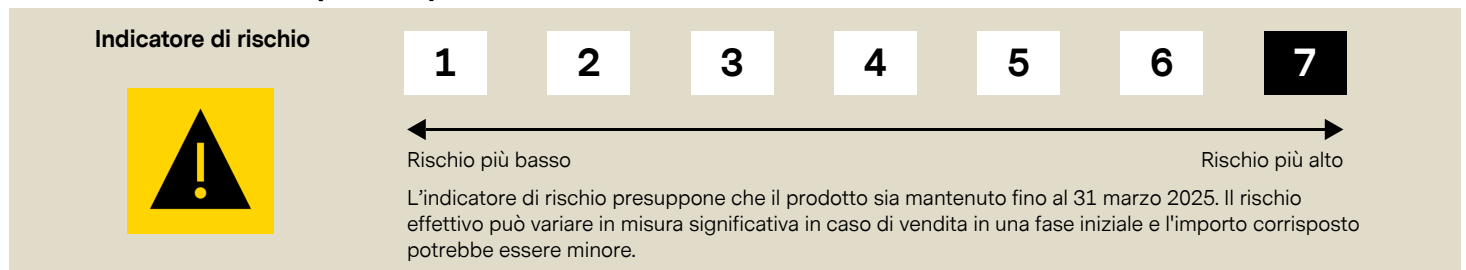 Indicatore di rischio
1 2 3 4 5 6 7
Rischio più basso Rischio più alto
L'indicatore di rischio presuppone che il prodotto sia mantenuto fino al 31 marzo 2025. Il rischio
effettivo può variare in misura significativa in caso di vendita in una fase iniziale e l'importo corrisposto
potrebbe essere minore.